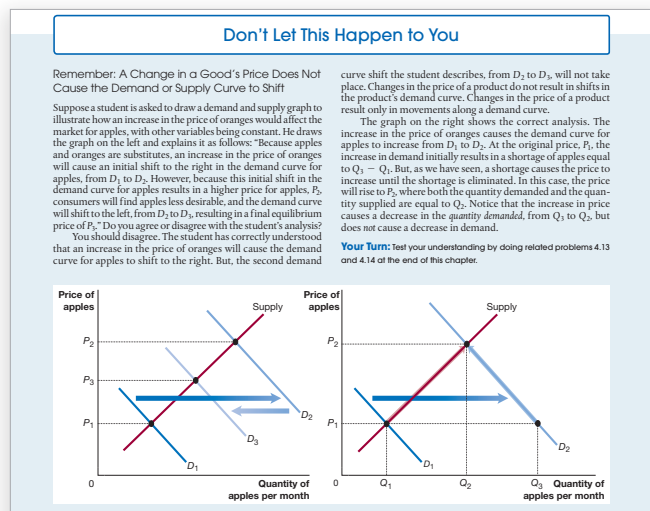 Don't Let This Happen to You
Remember: A Change in a Good's Price Does Not
Cause the Demand or Supply Curve to Shift
Suppose a student is asked to draw a demand and supply graph to
illustrate how an increase in the price of oranges would affect the
market for apples, with other variables being constant. He draws
the graph on the left and explains it as follows: "Because apples
and oranges are substitutes, an increase in the price of oranges
will cause an initial shift to the right in the demand curve for
apples, from D₁ to D₂. However, because this initial shift in the
demand curve for apples results in a higher price for apples, P₂,
consumers will find apples less desirable, and the demand curve
will shift to the left, from D₂ to D₃, resulting in a final equilibrium
price of P₃." Do you agree or disagree with the student's analysis?
You should disagree. The student has correctly understood
that an increase in the price of oranges will cause the demand
curve for apples to shift to the right. But, the second demand
curve shift the student describes, from D₂ to D₃, will not take
place. Changes in the price of a product do not result in shifts in
the product's demand curve. Changes in the price of a product
result only in movements along a demand curve.
The graph on the right shows the correct analysis. The
increase in the price of oranges causes the demand curve for
apples to increase from D₁ to D₂. At the original price, P₁, the
increase in demand initially results in a shortage of apples equal
to Q₃ − Q₁. But, as we have seen, a shortage causes the price to
increase until the shortage is eliminated. In this case, the price
will rise to P₂, where both the quantity demanded and the quan-
tity supplied are equal to Q₂. Notice that the increase in price
causes a decrease in the quantity demanded, from Q₃ to Q₂, but
does not cause a decrease in demand.
Your Turn: Test your understanding by doing related problems 4.13
and 4.14 at the end of this chapter.
Price of
apples
Supply
P₂
P₃
P₁
D₂
D₃
D₁
0
Quantity of
apples per month
Price of
apples
Supply
P₂
P₁
D₂
D₁
0
Q₁
Q₂
Q₃
Quantity of
apples per month